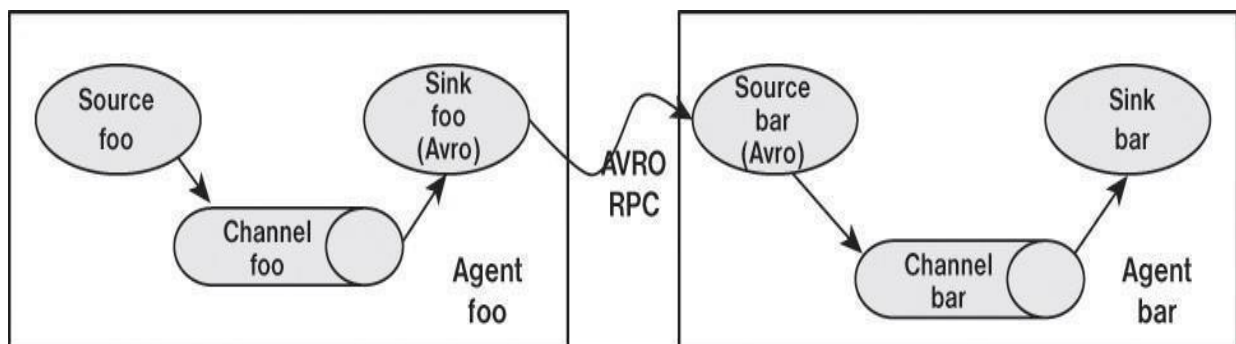 Source
foo
Sink
foo
(Avro)
Channel
foo
Agent
foo
AVRO
RPC
Source
bar
(Avro)
Sink
bar
Channel
bar
Agent
bar